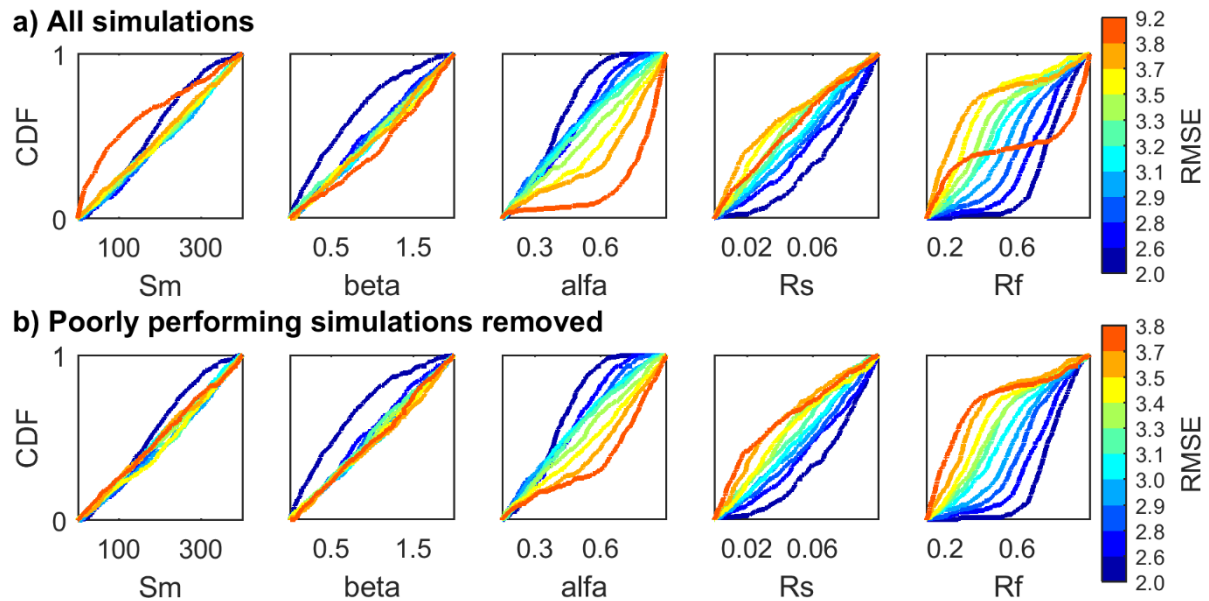 a) All simulations
CDF
1
0
100 300
Sm
0.5 1.5
beta
0.3 0.6
alfa
0.02 0.06
Rs
0.2 0.6
Rf
9.2
3.8
3.7
3.6
3.3
3.3
3.1
2.9
2.8
2.6
2.0
RMSE
b) Poorly performing simulations removed
CDF
1
0
100 300
Sm
0.5 1.5
beta
0.3 0.6
alfa
0.02 0.06
Rs
0.2 0.6
Rf
3.8
3.7
3.6
3.4
3.3
3.1
3.0
2.9
2.8
2.6
2.0
RMSE